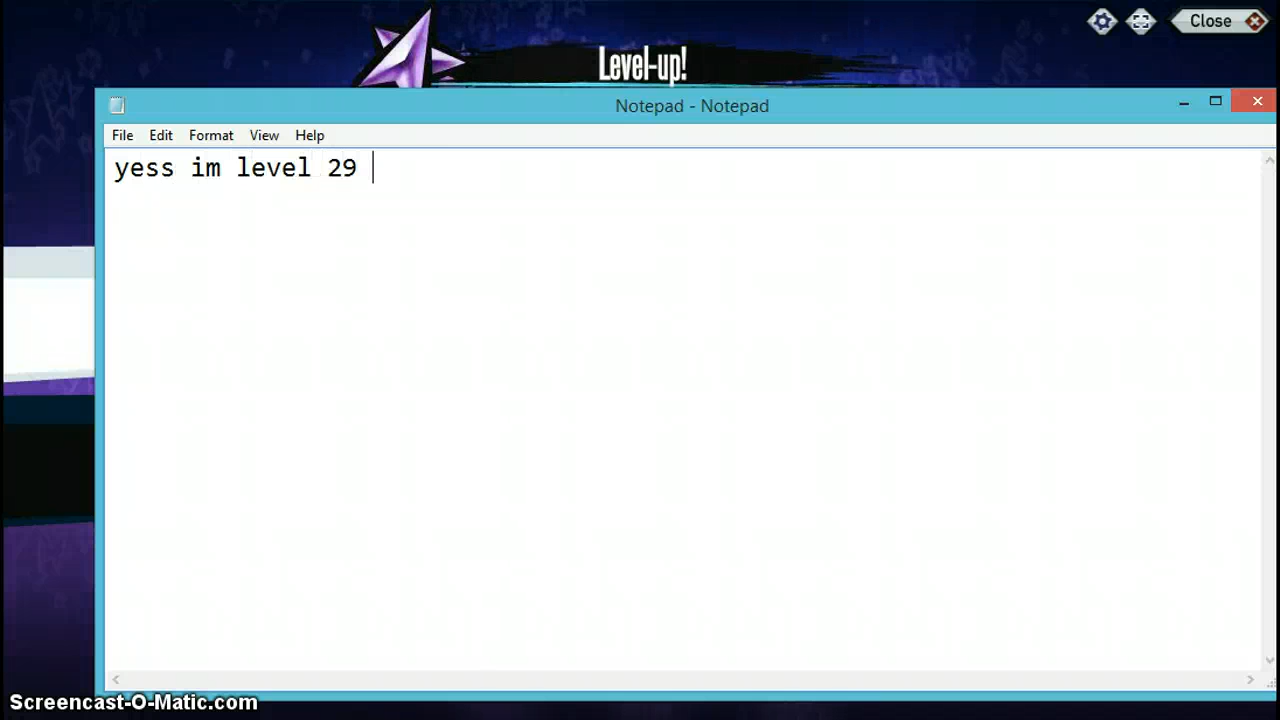 Close
Level-up!
Notepad - Notepad
File Edit Format View Help
yess im level 29
Screencast-O-Matic.com